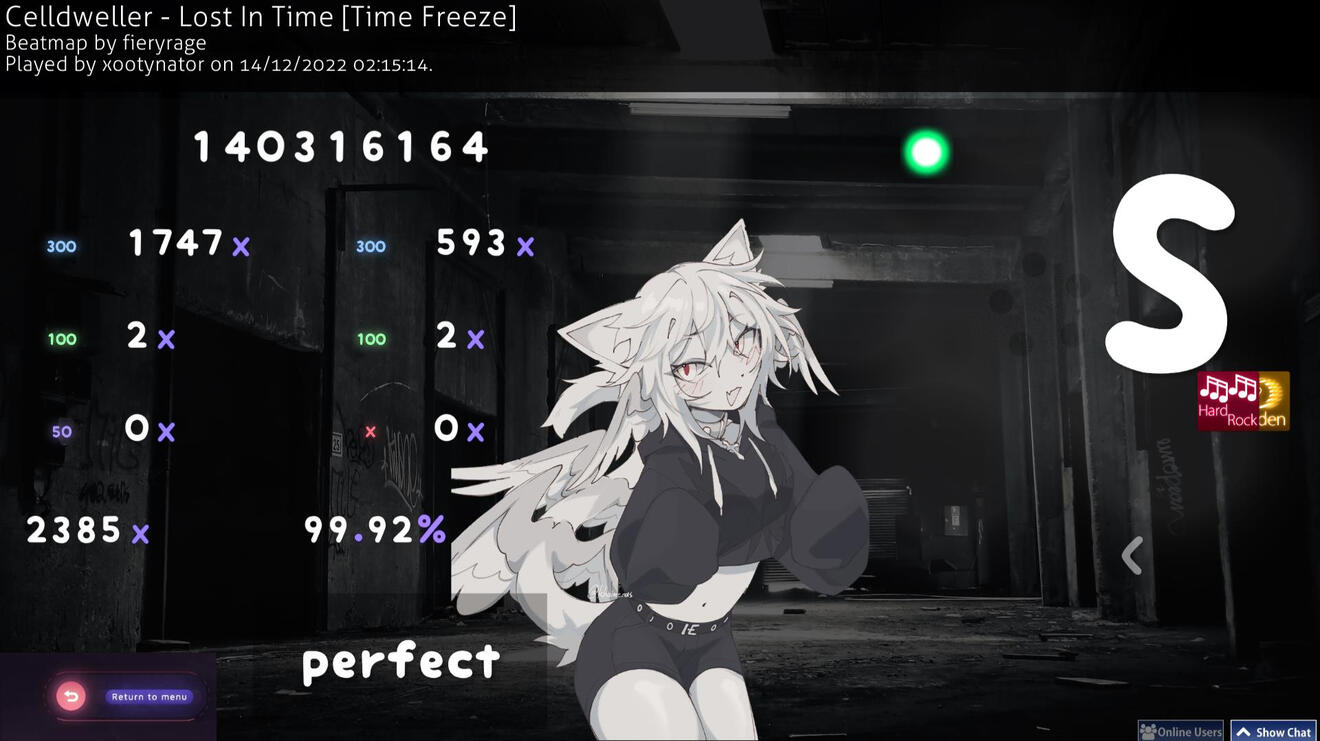 Celldweller - Lost In Time [Time Freeze]
Beatmap by fieryrage
Played by xootynator on 14/12/2022 02:15:14.
140316164
S
300 1747x 300 593x
Hard Rock den
100 2x 100 2x
50 0x x 0x
2385x 99.92%
IE
perfect
Return to menu
Online Users
Show Chat